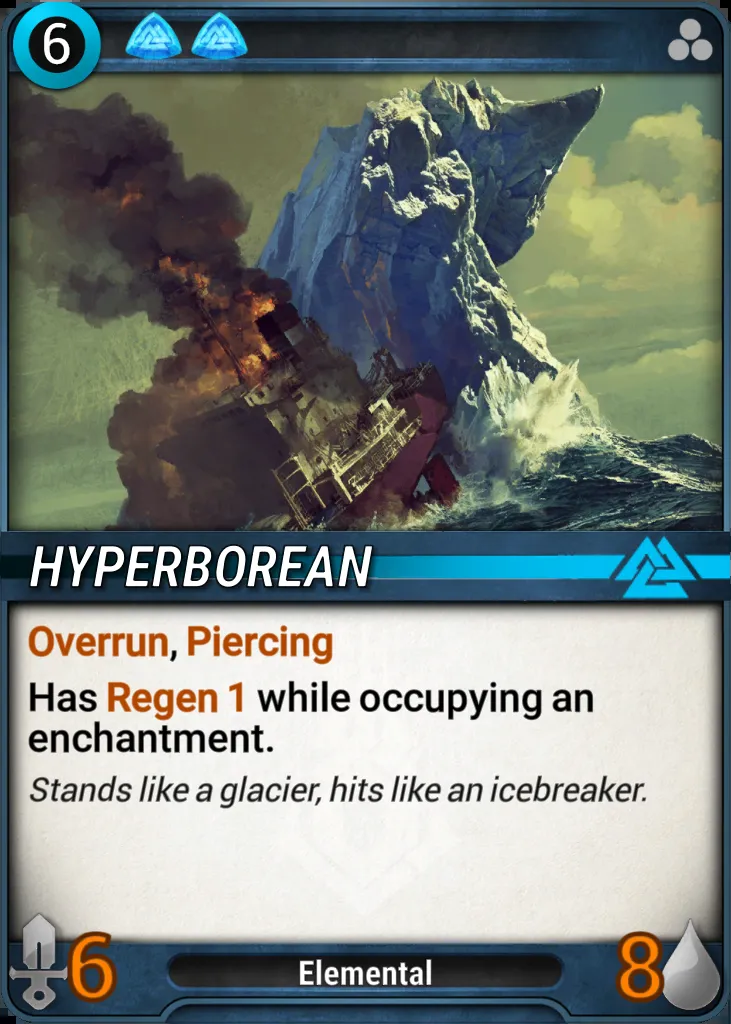 6
HYPERBOREAN
Overrun, Piercing
Has Regen 1 while occupying an
enchantment.
Stands like a glacier, hits like an icebreaker.
6 Elemental 8